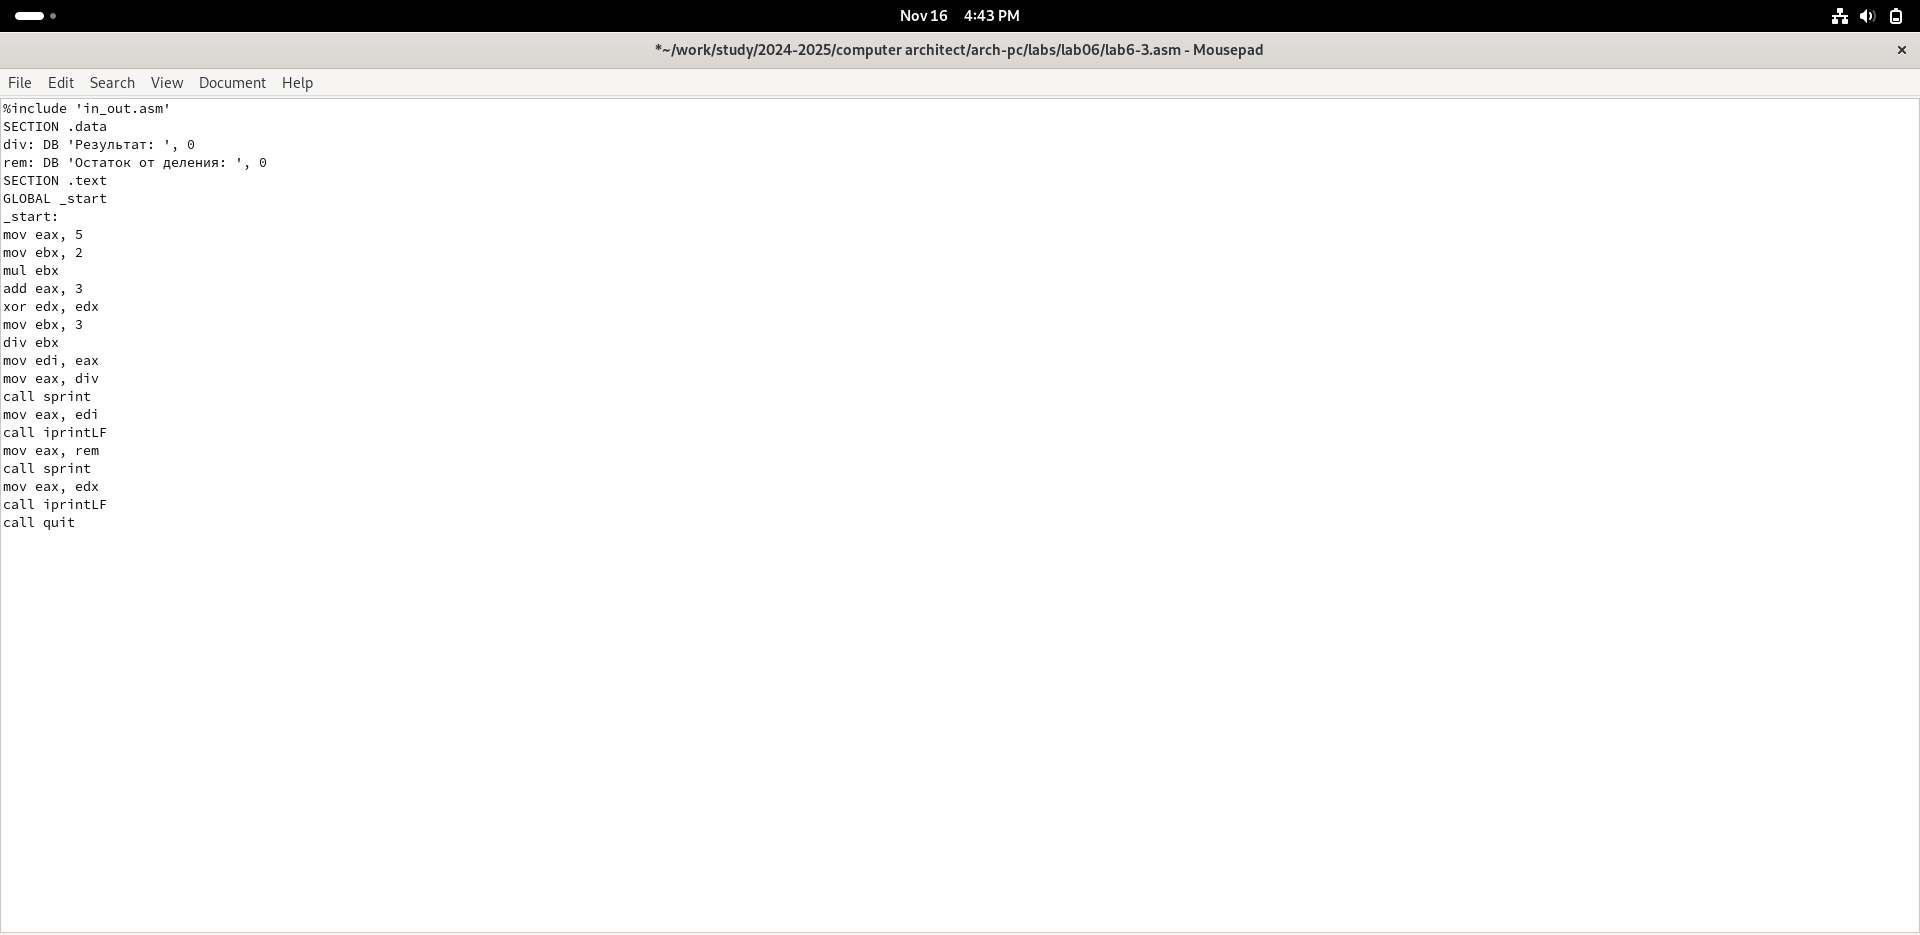 Nov 16 4:43 PM
*~/work/study/2024-2025/computer architect/arch-pc/labs/lab06/lab6-3.asm - Mousepad
File Edit Search View Document Help
%include 'in_out.asm'
SECTION .data
div: DB 'Результат: ', 0
rem: DB 'Остаток от деления: ', 0
SECTION .text
GLOBAL _start
_start:
mov eax, 5
mov ebx, 2
mul ebx
add eax, 3
xor edx, edx
mov ebx, 3
div ebx
mov edi, eax
mov eax, div
call sprint
mov eax, edi
call iprintLF
mov eax, rem
call sprint
mov eax, edx
call iprintLF
call quit